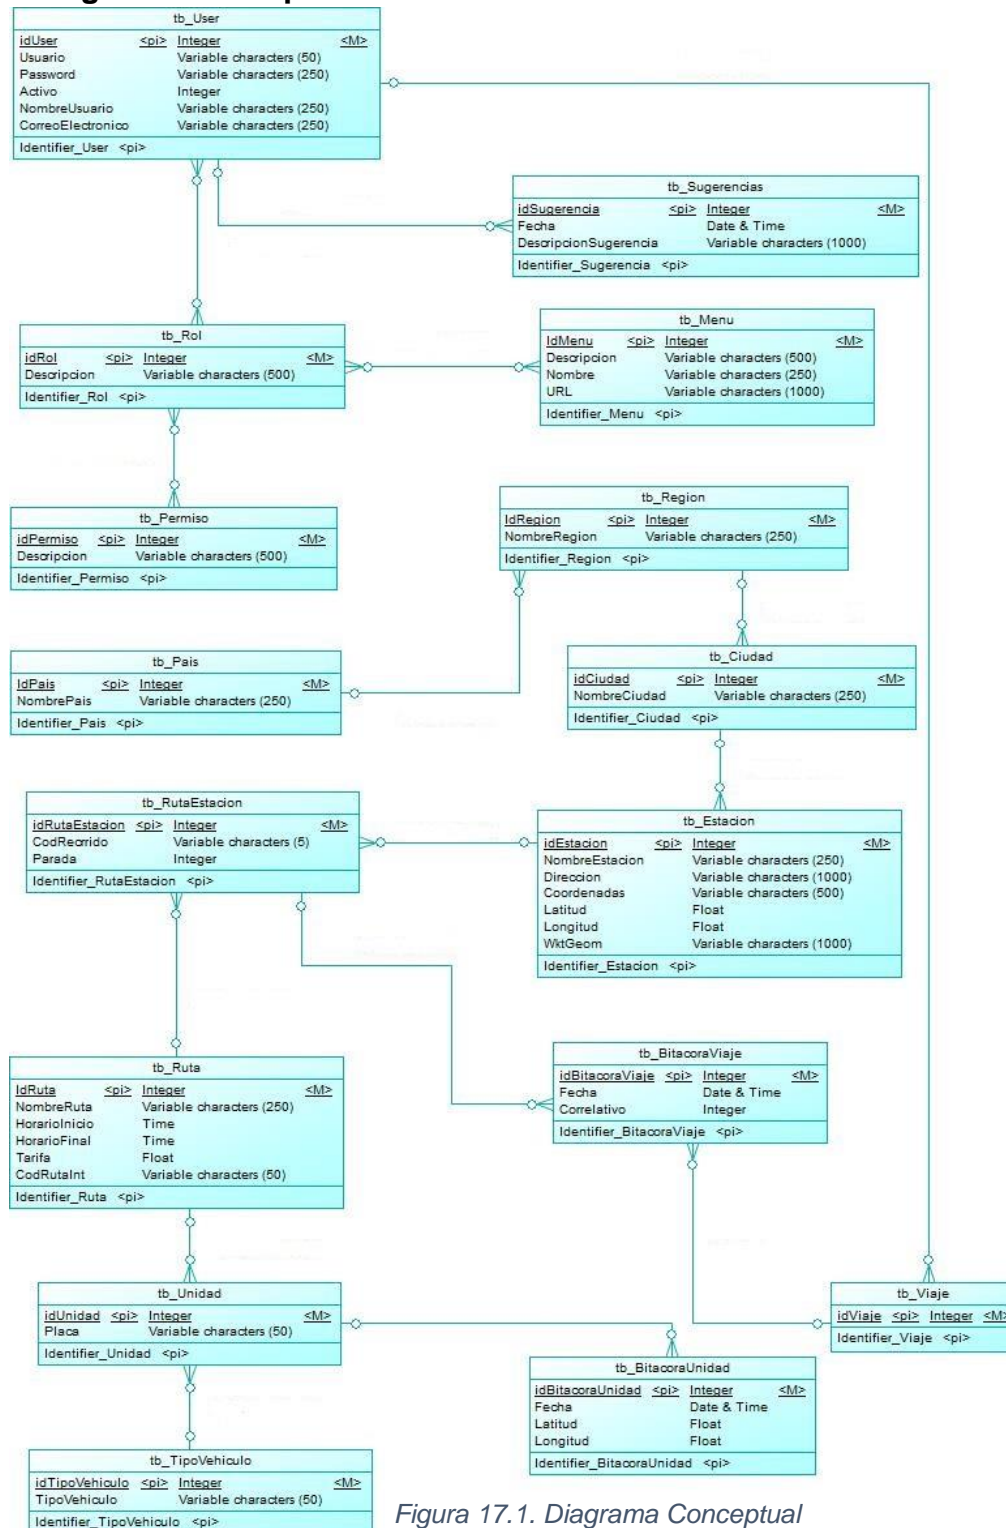 tb_User
idUser <pi> Integer <M>
Usuario Variable characters (50)
Password Variable characters (250)
Activo Integer
NombreUsuario Variable characters (250)
CorreoElectronico Variable characters (250)
Identifier_User <pi>
tb_Sugerencias
idSugerencia <pi> Integer <M>
Fecha Date & Time
DescripcionSugerencia Variable characters (1000)
Identifier_Sugerencia <pi>
tb_Rol
idRol <pi> Integer <M>
Descripcion Variable characters (500)
Identifier_Rol <pi>
tb_Menu
IdMenu <pi> Integer <M>
Descripcion Variable characters (500)
Nombre Variable characters (250)
URL Variable characters (1000)
Identifier_Menu <pi>
tb_Permiso
idPermiso <pi> Integer <M>
Descripcion Variable characters (500)
Identifier_Permiso <pi>
tb_Region
IdRegion <pi> Integer <M>
NombreRegion Variable characters (250)
Identifier_Region <pi>
tb_Pais
IdPais <pi> Integer <M>
NombrePais Variable characters (250)
Identifier_Pais <pi>
tb_Ciudad
idCiudad <pi> Integer <M>
NombreCiudad Variable characters (250)
Identifier_Ciudad <pi>
tb_RutaEstacion
idRutaEstacion <pi> Integer <M>
CodRecrrido Variable characters (5)
Parada Integer
Identifier_RutaEstacion <pi>
tb_Estacion
idEstacion <pi> Integer <M>
NombreEstacion Variable characters (250)
Direccion Variable characters (1000)
Coordenadas Variable characters (500)
Latitud Float
Longitud Float
WktGeom Variable characters (1000)
Identifier_Estacion <pi>
tb_Ruta
IdRuta <pi> Integer <M>
NombreRuta Variable characters (250)
HorarioInicio Time
HorarioFinal Time
Tarifa Float
CodRutaInt Variable characters (50)
Identifier_Ruta <pi>
tb_BitacoraViaje
idBitacoraViaje <pi> Integer <M>
Fecha Date & Time
Correlativo Integer
Identifier_BitacoraViaje <pi>
tb_Unidad
idUnidad <pi> Integer <M>
Placa Variable characters (50)
Identifier_Unidad <pi>
tb_Viaje
idViaje <pi> Integer <M>
Identifier_Viaje <pi>
tb_BitacoraUnidad
idBitacoraUnidad <pi> Integer <M>
Fecha Date & Time
Latitud Float
Longitud Float
Identifier_BitacoraUnidad <pi>
tb_TipoVehiculo
idTipoVehiculo <pi> Integer <M>
TipoVehiculo Variable characters (50)
Identifier_TipoVehiculo <pi>
Figura 17.1. Diagrama Conceptual